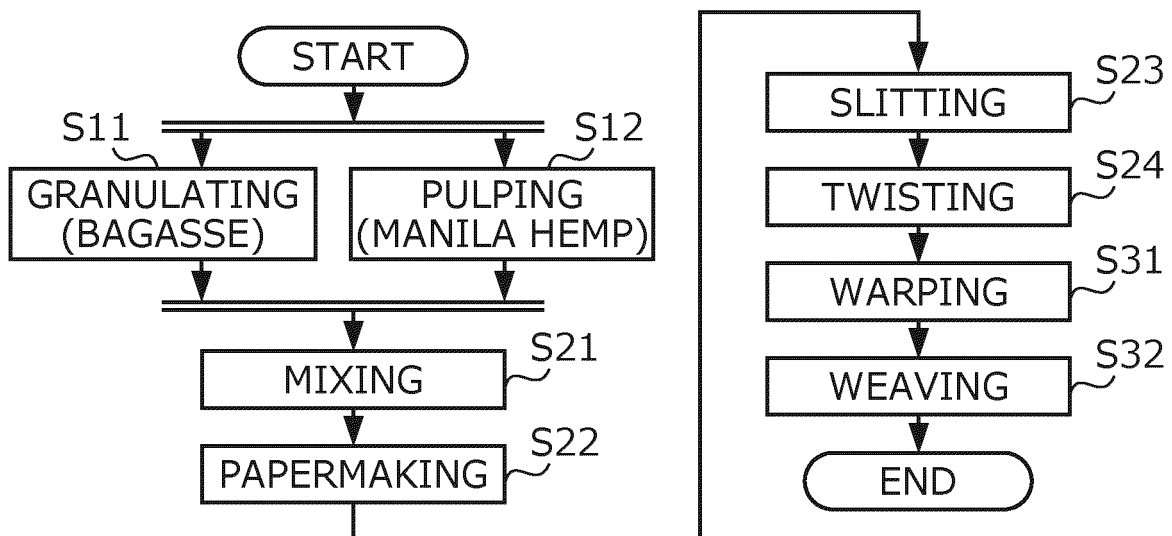 START
S11
GRANULATING
(BAGASSE)
S12
PULPING
(MANILA HEMP)
S21
MIXING
S22
PAPERMAKING
S23
SLITTING
S24
TWISTING
S31
WARPING
S32
WEAVING
END